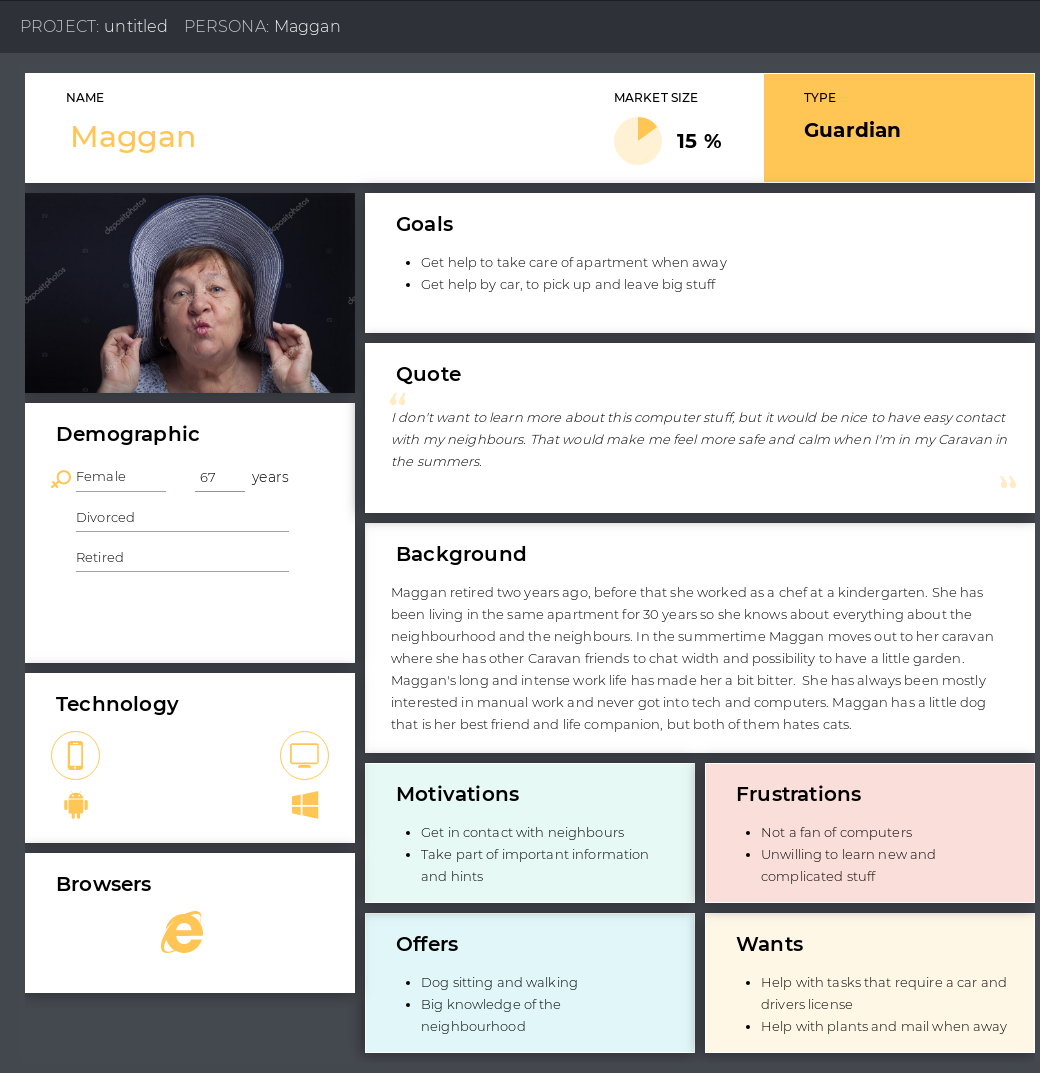 PROJECT: untitled PERSONA: Maggan
NAME
Maggan
MARKET SIZE
15 %
TYPE
Guardian
depositphotos
depositphotos
depositphotos
Demographic
Female 67 years
Divorced
Retired
Technology
Browsers
Goals
Get help to take care of apartment when away
Get help by car, to pick up and leave big stuff
Quote
“
I don't want to learn more about this computer stuff, but it would be nice to have easy contact
with my neighbours. That would make me feel more safe and calm when I'm in my Caravan in
the summers.
”
Background
Maggan retired two years ago, before that she worked as a chef at a kindergarten. She has
been living in the same apartment for 30 years so she knows about everything about the
neighbourhood and the neighbours. In the summertime Maggan moves out to her caravan
where she has other Caravan friends to chat width and possibility to have a little garden.
Maggan's long and intense work life has made her a bit bitter.  She has always been mostly
interested in manual work and never got into tech and computers. Maggan has a little dog
that is her best friend and life companion, but both of them hates cats.
Motivations
Get in contact with neighbours
Take part of important information
and hints
Frustrations
Not a fan of computers
Unwilling to learn new and
complicated stuff
Offers
Dog sitting and walking
Big knowledge of the
neighbourhood
Wants
Help with tasks that require a car and
drivers license
Help with plants and mail when away